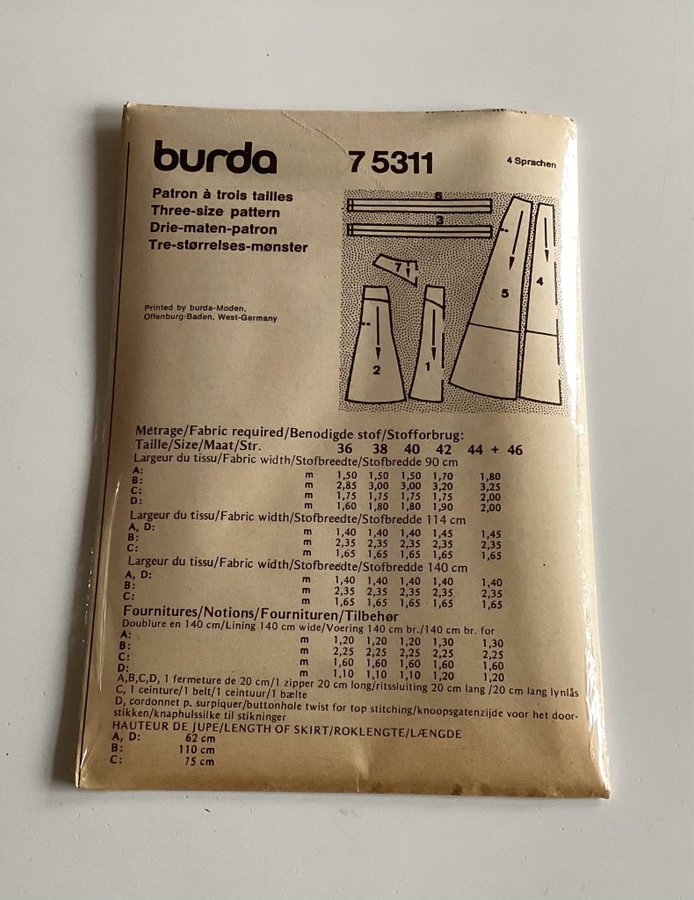 burda 7 5311 4 Sprachen
Patron à trois tailles
Three-size pattern
Drie-maten-patron
Tre-størrelses-mønster
Printed by burda-Moden,
Offenburg/Baden, West-Germany
6
3
7
5
4
2
1
Métrage/Fabric required/Benodigde stof/Stofforbrug:
Taille/Size/Maat/Str. 36 38 40 42 44 + 46
Largeur du tissu/Fabric width/Stofbreedte/Stofbredde 90 cm
A: m 1,50 1,50 1,50 1,70 1,80
B: m 2,85 3,00 3,00 3,20 3,25
C: m 1,75 1,75 1,75 1,75 2,00
D: m 1,60 1,80 1,80 1,90 2,00
Largeur du tissu/Fabric width/Stofbreedte/Stofbredde 114 cm
A, D: m 1,40 1,40 1,40 1,45 1,45
B: m 2,35 2,35 2,35 2,35 2,35
C: m 1,65 1,65 1,65 1,65 1,65
Largeur du tissu/Fabric width/Stofbreedte/Stofbredde 140 cm
A, D: m 1,40 1,40 1,40 1,40 1,40
B: m 2,35 2,35 2,35 2,35 2,35
C: m 1,65 1,65 1,65 1,65 1,65
Fournitures/Notions/Fournituren/Tilbehør
Doublure en 140 cm/Lining 140 cm wide/Voering 140 cm br./140 cm br. for
A: m 1,20 1,20 1,20 1,30 1,30
B: m 2,25 2,25 2,25 2,25 2,25
C: m 1,60 1,60 1,60 1,60 1,60
D: m 1,10 1,10 1,10 1,20 1,20
A,B,C,D, 1 fermeture de 20 cm/1 zipper 20 cm long/ritssluiting 20 cm lang /20 cm lang lynlås
C, 1 ceinture/1 belt/1 ceintuur/1 bælte
D, cordonnet p. surpiquer/buttonhole twist for top stitching/knoopsgatenzijde voor het door-
stikken/knaphulssilke til stikninger
HAUTEUR DE JUPE/LENGTH OF SKIRT/ROKLENGTE/LÆNGDE
A, D: 62 cm
B: 110 cm
C: 75 cm